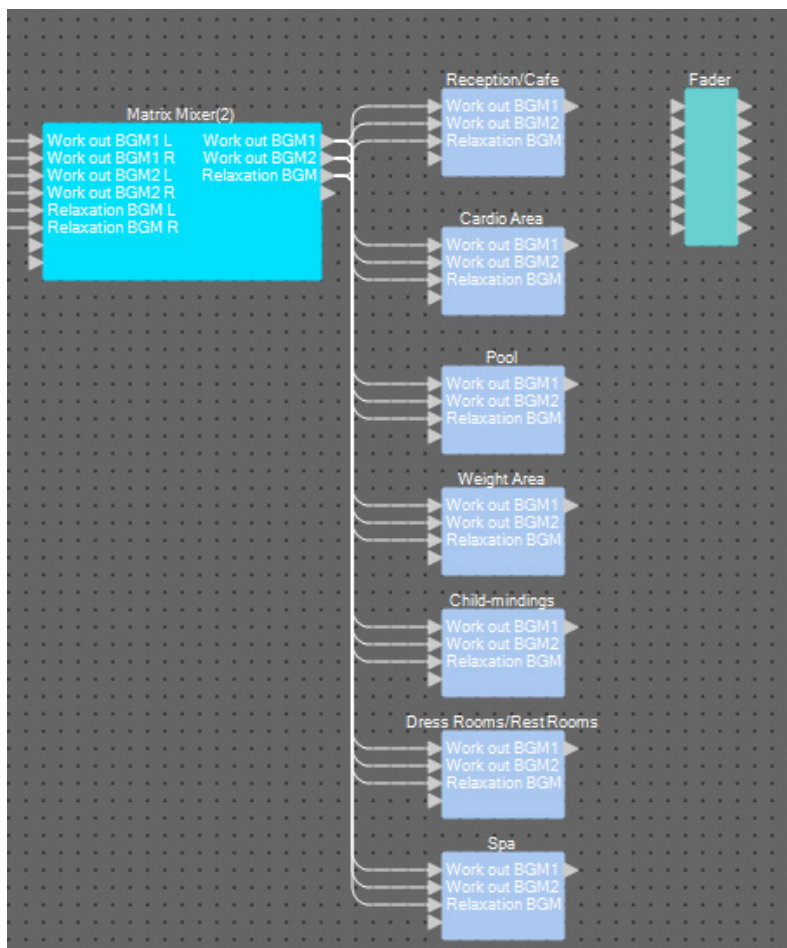 Matrix Mixer(2)
Work out BGM1 L Work out BGM1
Work out BGM1 R Work out BGM2
Work out BGM2 L Relaxation BGM
Work out BGM2 R
Relaxation BGM L
Relaxation BGM R
Reception/Cafe
Work out BGM1
Work out BGM2
Relaxation BGM
Cardio Area
Work out BGM1
Work out BGM2
Relaxation BGM
Pool
Work out BGM1
Work out BGM2
Relaxation BGM
Weight Area
Work out BGM1
Work out BGM2
Relaxation BGM
Child-mindings
Work out BGM1
Work out BGM2
Relaxation BGM
Dress Rooms/Rest Rooms
Work out BGM1
Work out BGM2
Relaxation BGM
Spa
Work out BGM1
Work out BGM2
Relaxation BGM
Fader